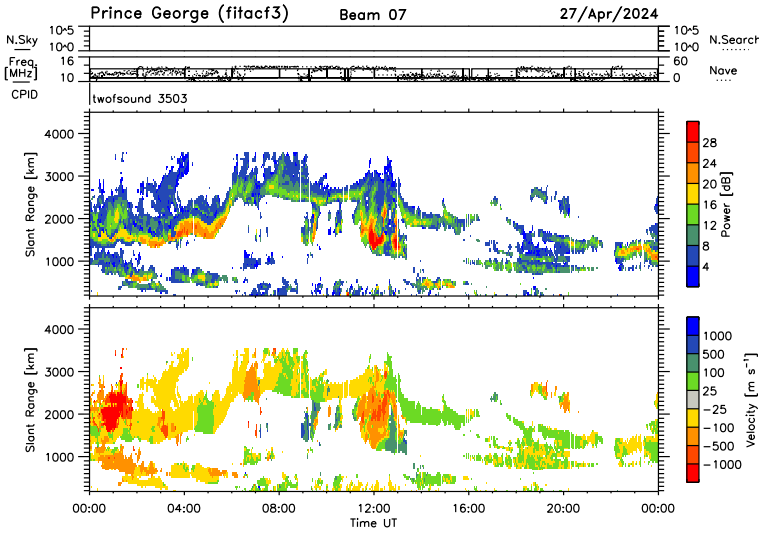 Prince George (fitacf3) Beam 07 27/Apr/2024
N.Sky 10^5 10^0 10^5 10^0 N.Search
Freq. [MHz] 16 10 60 0 Nave
CPID twofsound 3503
Slant Range [km] 4000 3000 2000 1000
28 24 20 16 12 8 4 Power [dB]
Slant Range [km] 4000 3000 2000 1000
1000 500 100 25 −25 −100 −500 −1000 Velocity [m s⁻¹]
00:00 04:00 08:00 12:00 16:00 20:00 00:00
Time UT